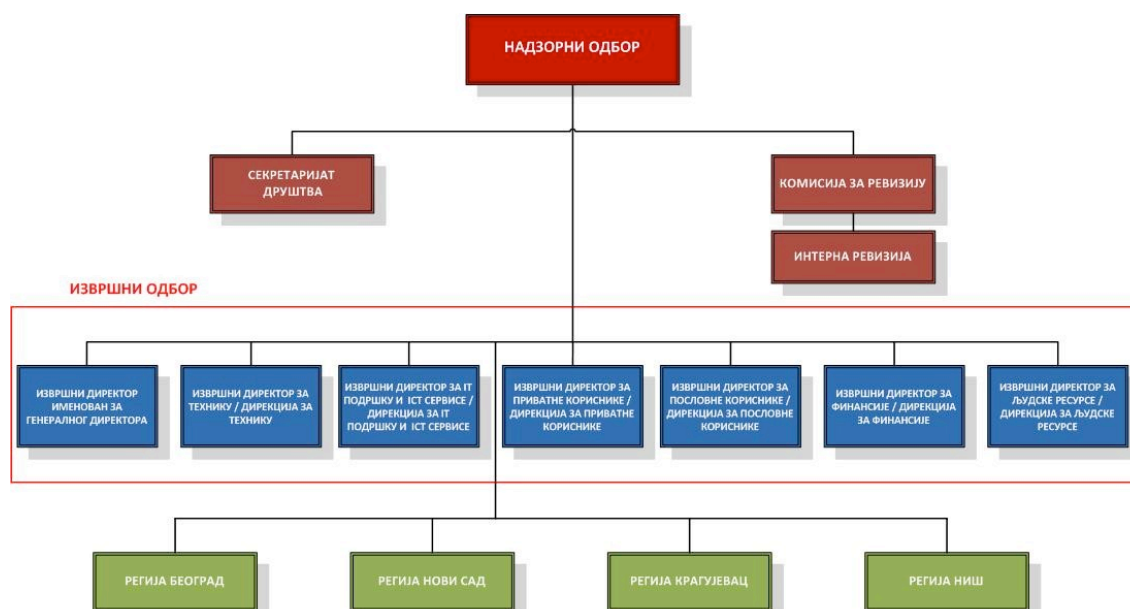 НАДЗОРНИ ОДБОР
СЕКРЕТАРИЈАТ
ДРУШТВА
КОМИСИЈА ЗА РЕВИЗИЈУ
ИНТЕРНА РЕВИЗИЈА
ИЗВРШНИ ОДБОР
ИЗВРШНИ ДИРЕКТОР
ИМЕНОВАН ЗА
ГЕНЕРАЛНОГ ДИРЕКТОРА
ИЗВРШНИ ДИРЕКТОР ЗА
ТЕХНИКУ / ДИРЕКЦИЈА ЗА
ТЕХНИКУ
ИЗВРШНИ ДИРЕКТОР ЗА IT
ПОДРШКУ И ICT СЕРВИСЕ /
ДИРЕКЦИЈА ЗА IT
ПОДРШКУ И ICT СЕРВИСЕ
ИЗВРШНИ ДИРЕКТОР ЗА
ПРИВАТНЕ КОРИСНИКЕ /
ДИРЕКЦИЈА ЗА ПРИВАТНЕ
КОРИСНИКЕ
ИЗВРШНИ ДИРЕКТОР ЗА
ПОСЛОВНЕ КОРИСНИКЕ /
ДИРЕКЦИЈА ЗА ПОСЛОВНЕ
КОРИСНИКЕ
ИЗВРШНИ ДИРЕКТОР ЗА
ФИНАНСИЈЕ / ДИРЕКЦИЈА
ЗА ФИНАНСИЈЕ
ИЗВРШНИ ДИРЕКТОР ЗА
ЉУДСКЕ РЕСУРСЕ /
ДИРЕКЦИЈА ЗА ЉУДСКЕ
РЕСУРСЕ
РЕГИЈА БЕОГРАД
РЕГИЈА НОВИ САД
РЕГИЈА КРАГУЈЕВАЦ
РЕГИЈА НИШ